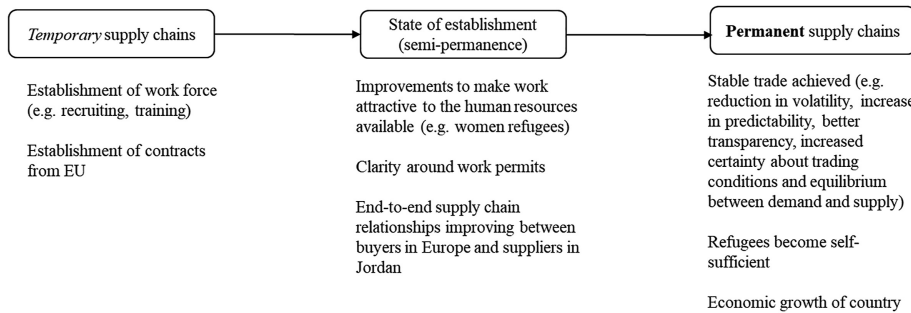 Temporary supply chains
State of establishment
(semi-permanence)
Permanent supply chains
Establishment of work force
(e.g. recruiting, training)
Establishment of contracts
from EU
Improvements to make work
attractive to the human resources
available (e.g. women refugees)
Clarity around work permits
End-to-end supply chain
relationships improving between
buyers in Europe and suppliers in
Jordan
Stable trade achieved (e.g.
reduction in volatility, increase
in predictability, better
transparency, increased
certainty about trading
conditions and equilibrium
between demand and supply)
Refugees become self-
sufficient
Economic growth of country